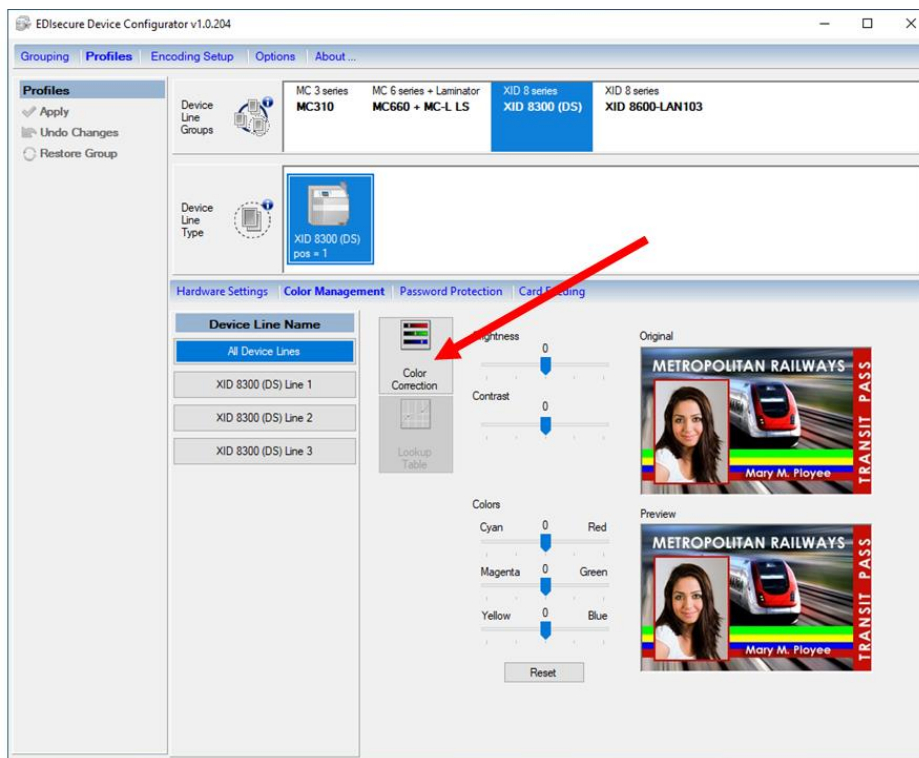 EDIsecure Device Configurator v1.0.204
Grouping Profiles Encoding Setup Options About ...
Profiles
Apply
Undo Changes
Restore Group
Device
Line
Groups
MC 3 series
MC310
MC 6 series + Laminator
MC660 + MC-L LS
XID 8 series
XID 8300 (DS)
XID 8 series
XID 8600-LAN103
Device
Line
Type
XID 8300 (DS)
pos = 1
Hardware Settings Color Management Password Protection Card
Device Line Name
All Device Lines
XID 8300 (DS) Line 1
XID 8300 (DS) Line 2
XID 8300 (DS) Line 3
Color
Correction
Lookup
Table
0
Contrast
0
Colors
Cyan 0 Red
Magenta 0 Green
Yellow 0 Blue
Reset
Original
METROPOLITAN RAILWAYS
TRANSIT PASS
Mary M. Ployee
Preview
METROPOLITAN RAILWAYS
TRANSIT PASS
Mary M. Ployee